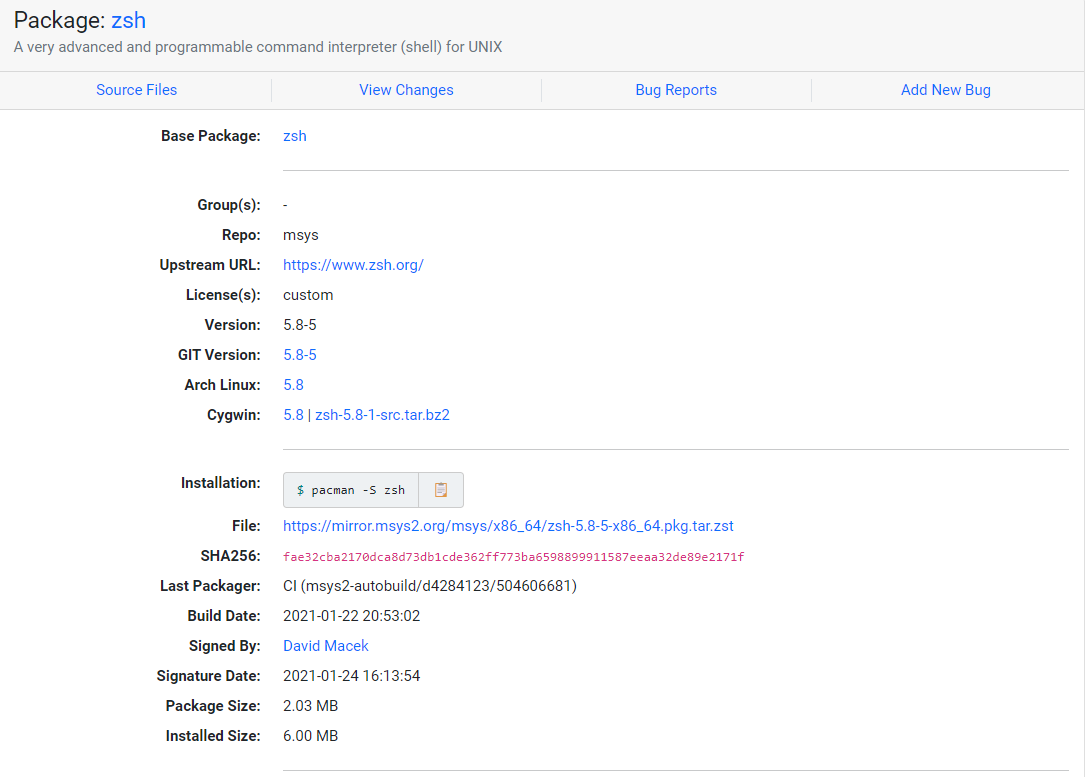 Package: zsh
A very advanced and programmable command interpreter (shell) for UNIX
Source Files View Changes Bug Reports Add New Bug
Base Package: zsh
Group(s): -
Repo: msys
Upstream URL: https://www.zsh.org/
License(s): custom
Version: 5.8-5
GIT Version: 5.8-5
Arch Linux: 5.8
Cygwin: 5.8 | zsh-5.8-1-src.tar.bz2
Installation: $ pacman -S zsh
File: https://mirror.msys2.org/msys/x86_64/zsh-5.8-5-x86_64.pkg.tar.zst
SHA256: fae32cba2170dca8d73db1cde362ff773ba6598899911587eeaa32de89e2171f
Last Packager: CI (msys2-autobuild/d4284123/504606681)
Build Date: 2021-01-22 20:53:02
Signed By: David Macek
Signature Date: 2021-01-24 16:13:54
Package Size: 2.03 MB
Installed Size: 6.00 MB